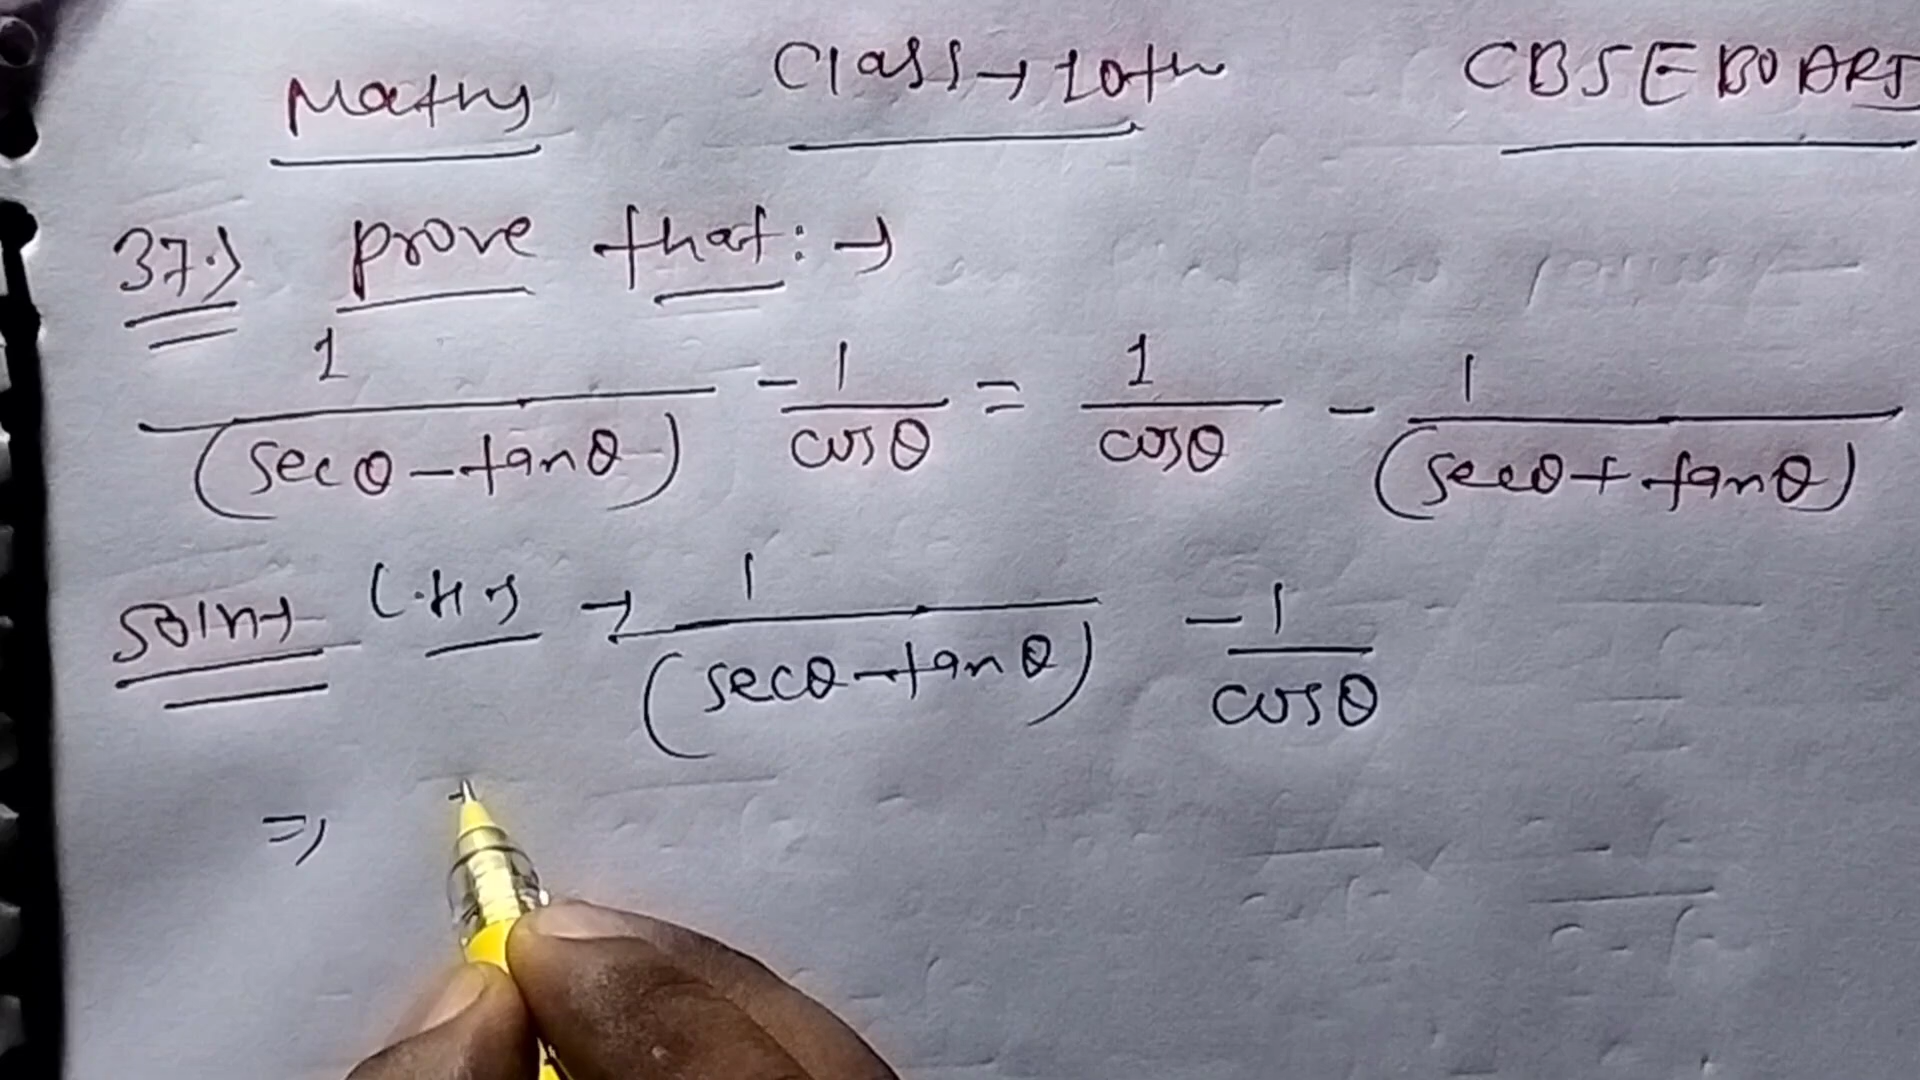 Maths Class → 10th CBSE BOARD
37.) prove that: →
1/(secθ - tanθ) - 1/cosθ = 1/cosθ - 1/(secθ + tanθ)
Soln→ L.H.S → 1/(secθ - tanθ) - 1/cosθ
⇒